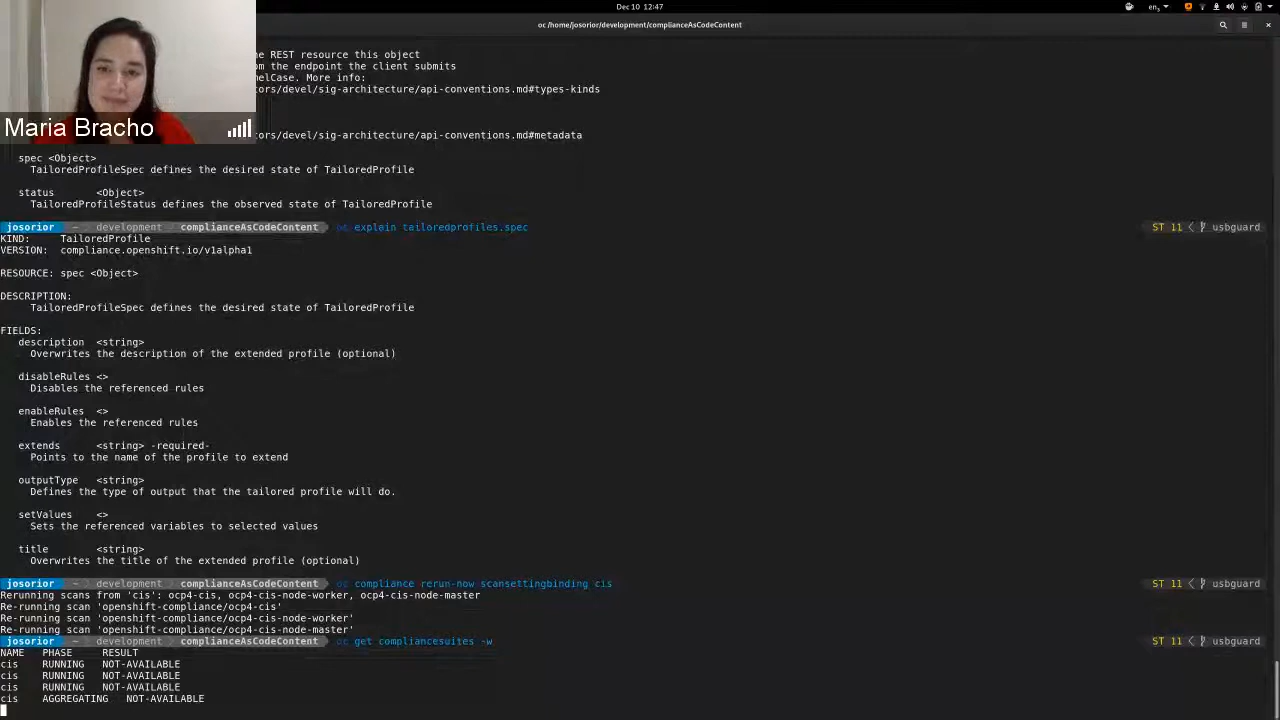 Dec 10 12:47
en₃
oc /home/josorior/development/complianceAsCodeContent
Maria Bracho
e REST resource this object
om the endpoint the client submits
melCase. More info:
tors/devel/sig-architecture/api-conventions.md#types-kinds
tors/devel/sig-architecture/api-conventions.md#metadata
spec <Object>
TailoredProfileSpec defines the desired state of TailoredProfile
status <Object>
TailoredProfileStatus defines the observed state of TailoredProfile
josorior ~ development complianceAsCodeContent oc explain tailoredprofiles.spec ST 11 usbguard
KIND: TailoredProfile
VERSION: compliance.openshift.io/v1alpha1
RESOURCE: spec <Object>
DESCRIPTION:
TailoredProfileSpec defines the desired state of TailoredProfile
FIELDS:
description <string>
Overwrites the description of the extended profile (optional)
disableRules <>
Disables the referenced rules
enableRules <>
Enables the referenced rules
extends <string> -required-
Points to the name of the profile to extend
outputType <string>
Defines the type of output that the tailored profile will do.
setValues <>
Sets the referenced variables to selected values
title <string>
Overwrites the title of the extended profile (optional)
josorior ~ development complianceAsCodeContent oc compliance rerun-now scansettingbinding cis ST 11 usbguard
Rerunning scans from 'cis': ocp4-cis, ocp4-cis-node-worker, ocp4-cis-node-master
Re-running scan 'openshift-compliance/ocp4-cis'
Re-running scan 'openshift-compliance/ocp4-cis-node-worker'
Re-running scan 'openshift-compliance/ocp4-cis-node-master'
josorior ~ development complianceAsCodeContent oc get compliancesuites -w ST 11 usbguard
NAME PHASE RESULT
cis RUNNING NOT-AVAILABLE
cis RUNNING NOT-AVAILABLE
cis RUNNING NOT-AVAILABLE
cis AGGREGATING NOT-AVAILABLE